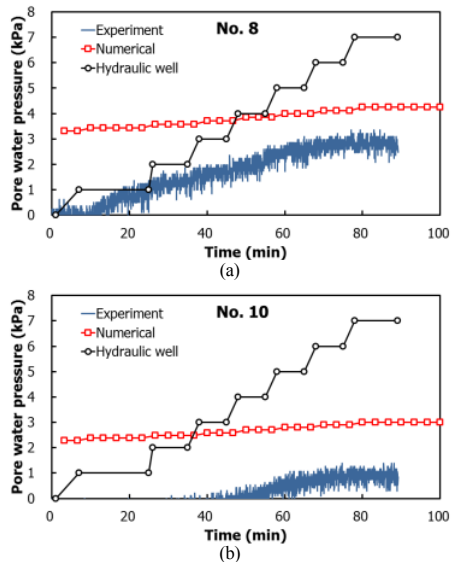 No. 8
Experiment
Numerical
Hydraulic well
Pore water pressure (kPa)
8
7
6
5
4
3
2
1
0
0 20 40 60 80 100
Time (min)
(a)
No. 10
Experiment
Numerical
Hydraulic well
Pore water pressure (kPa)
8
7
6
5
4
3
2
1
0
0 20 40 60 80 100
Time (min)
(b)